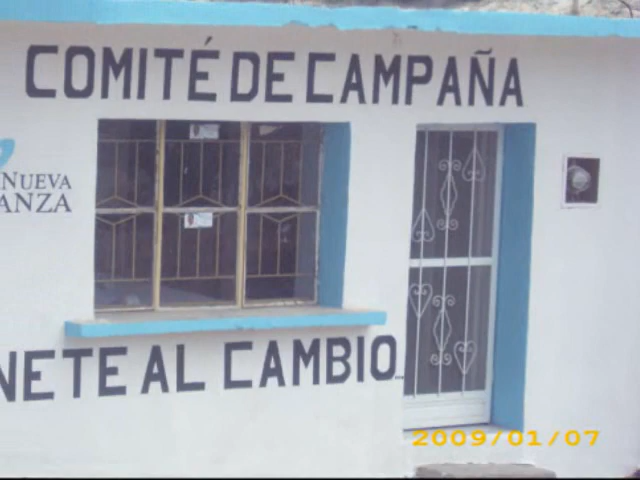 COMITÉ DE CAMPAÑA
NUEVA
ANZA
NETE AL CAMBIO...
2009/01/07